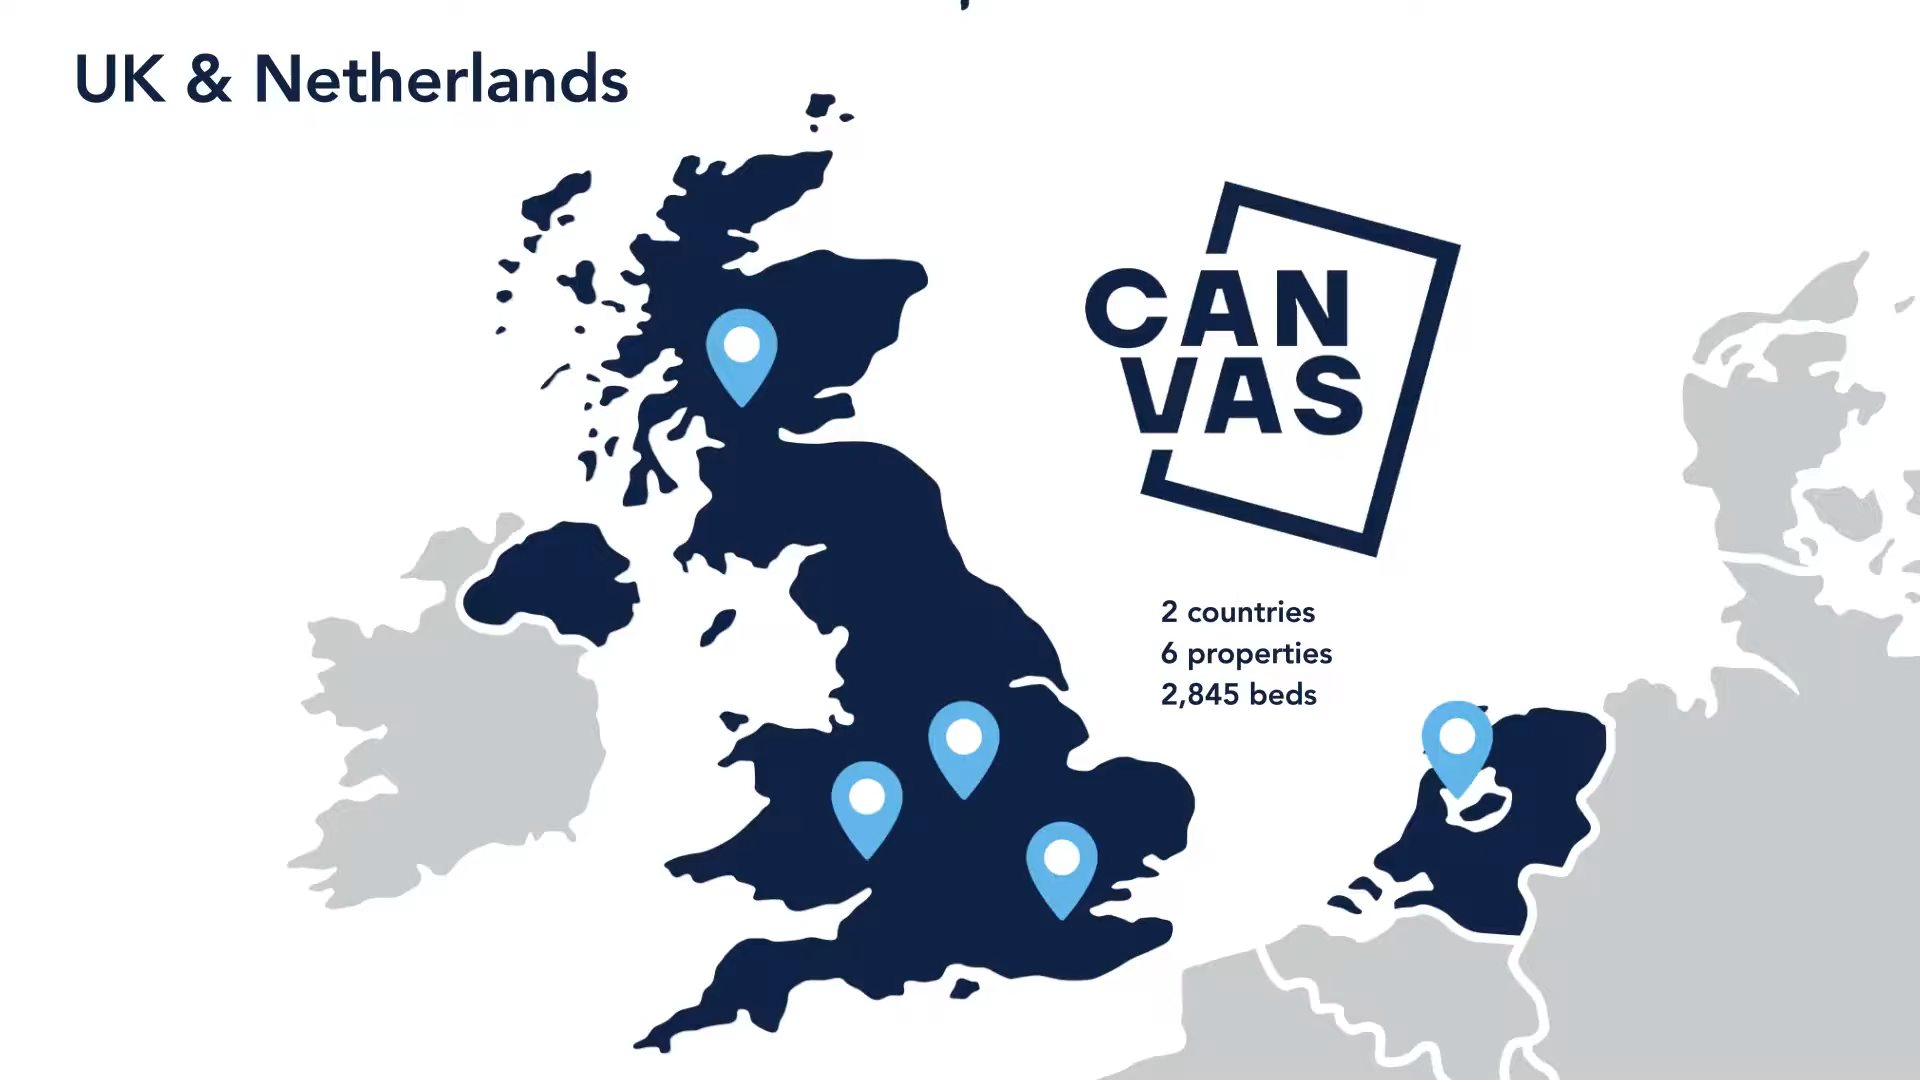 UK & Netherlands
CAN
VAS
2 countries
6 properties
2,845 beds